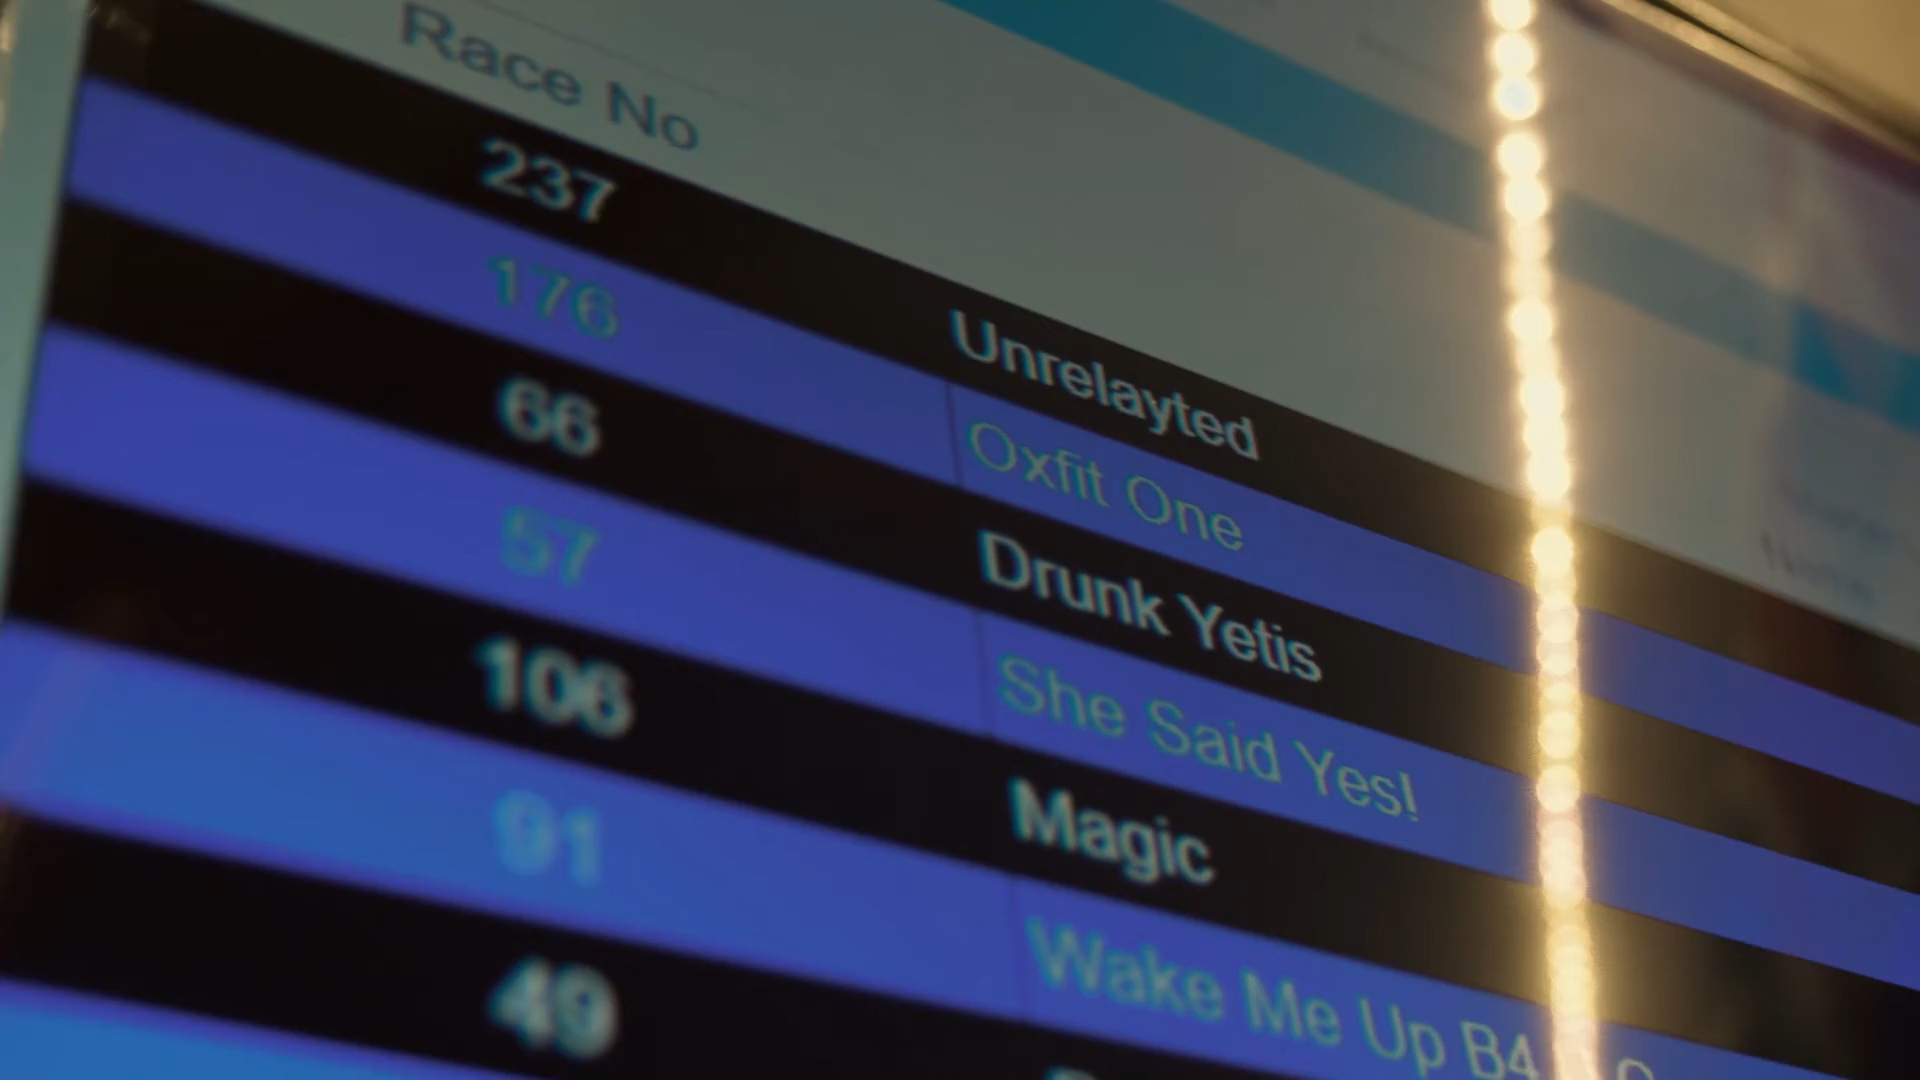 Race No
237 Unrelayted
176 Oxfit One
66 Drunk Yetis
57 She Said Yes!
106 Magic
91 Wake Me Up B4
49